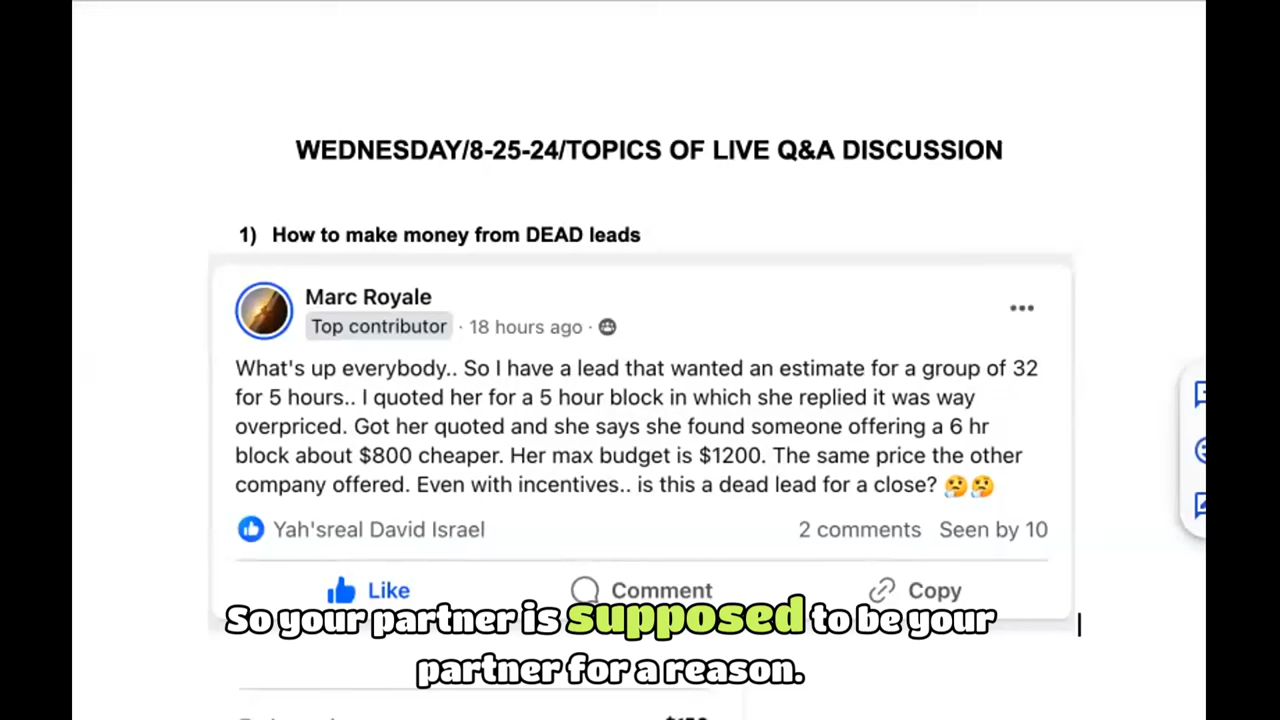 WEDNESDAY/8-25-24/TOPICS OF LIVE Q&A DISCUSSION
1) How to make money from DEAD leads
Marc Royale
Top contributor · 18 hours ago ·
What's up everybody.. So I have a lead that wanted an estimate for a group of 32
for 5 hours.. I quoted her for a 5 hour block in which she replied it was way
overpriced. Got her quoted and she says she found someone offering a 6 hr
block about $800 cheaper. Her max budget is $1200. The same price the other
company offered. Even with incentives.. is this a dead lead for a close? 🤔🤔
Yah'sreal David Israel 2 comments Seen by 10
Like Comment Copy
So your partner is supposed to be your
partner for a reason.